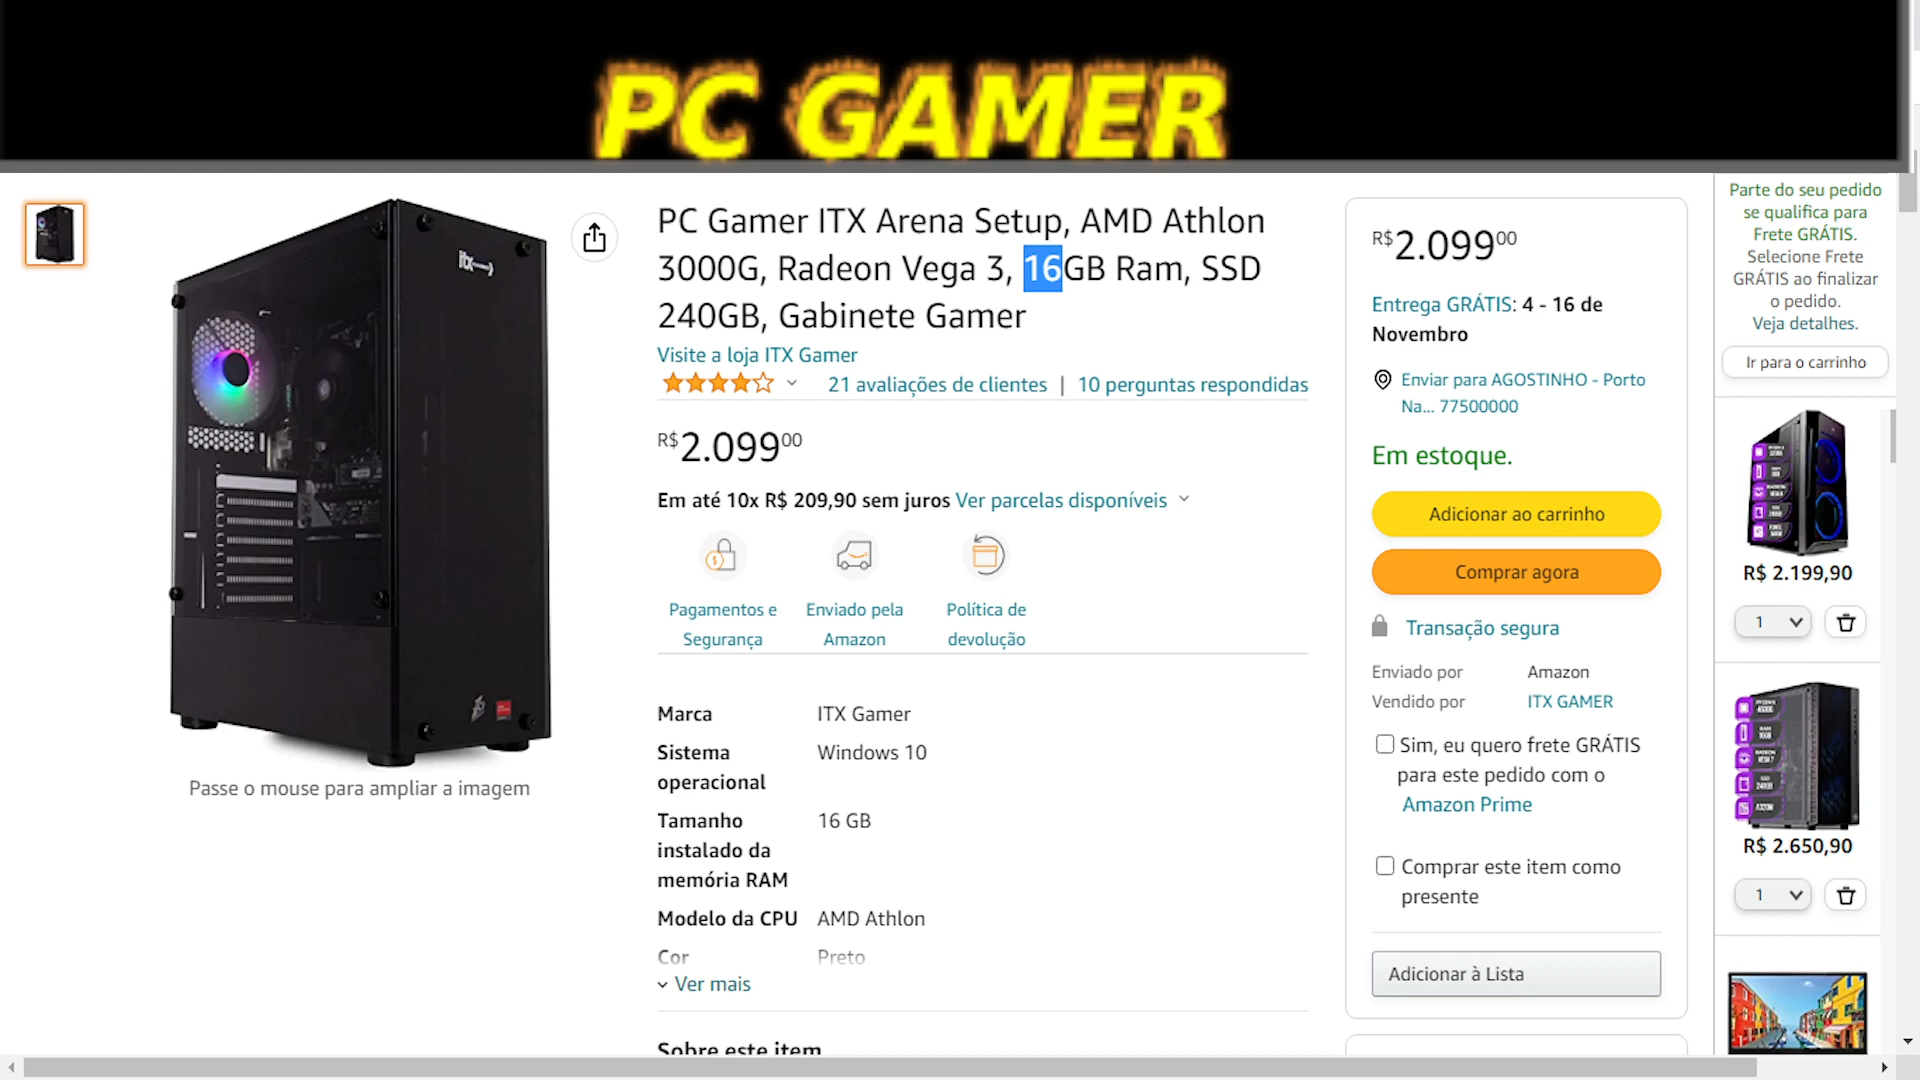 PC GAMER
itx
PC Gamer ITX Arena Setup, AMD Athlon
3000G, Radeon Vega 3, 16GB Ram, SSD
240GB, Gabinete Gamer
Visite a loja ITX Gamer
21 avaliações de clientes | 10 perguntas respondidas
R$2.09900
Em até 10x R$ 209,90 sem juros Ver parcelas disponíveis
Pagamentos e
Segurança
Enviado pela
Amazon
Política de
devolução
Marca ITX Gamer
Sistema Windows 10
operacional
Tamanho 16 GB
instalado da
memória RAM
Modelo da CPU AMD Athlon
Cor Preto
Ver mais
Sobre este item
Passe o mouse para ampliar a imagem
R$2.09900
Entrega GRÁTIS: 4 - 16 de
Novembro
Enviar para AGOSTINHO - Porto
Na... 77500000
Em estoque.
Adicionar ao carrinho
Comprar agora
Transação segura
Enviado por Amazon
Vendido por ITX GAMER
Sim, eu quero frete GRÁTIS
para este pedido com o
Amazon Prime
Comprar este item como
presente
Adicionar à Lista
Parte do seu pedido
se qualifica para
Frete GRÁTIS.
Selecione Frete
GRÁTIS ao finalizar
o pedido.
Veja detalhes.
Ir para o carrinho
R$ 2.199,90
1
R$ 2.650,90
1